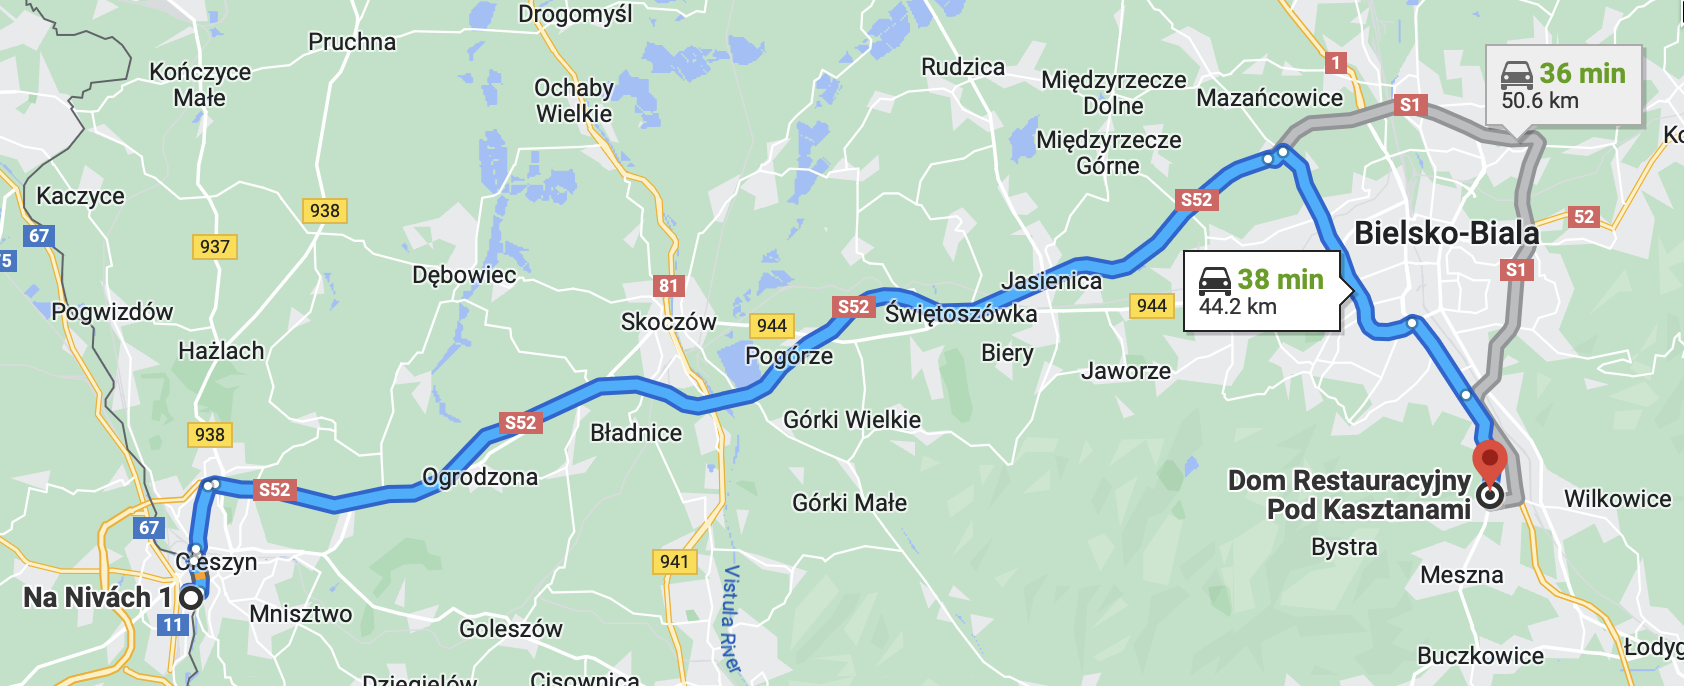 Drogomyśl
Pruchna
Kończyce
Małe
Ochaby
Wielkie
Rudzica
Międzyrzecze
Dolne
Mazańcowice
1
S1
36 min
50.6 km
Międzyrzecze
Górne
Kaczyce
938
937
67
S52
52
Bielsko-Biala
S1
Dębowiec
81
Jasienica
38 min
44.2 km
Pogwizdów
Skoczów
944
S52
Świętoszówka
944
Hażlach
Pogórze
Biery
Jaworze
938
S52
Bładnice
Górki Wielkie
Ogrodzona
S52
Górki Małe
Dom Restauracyjny
Pod Kasztanami
Wilkowice
67
Cieszyn
941
Bystra
Meszna
Na Nivách 1
11
Mnisztwo
Goleszów
Vistula River
Buczkowice
Cisownica
Dzięgielów